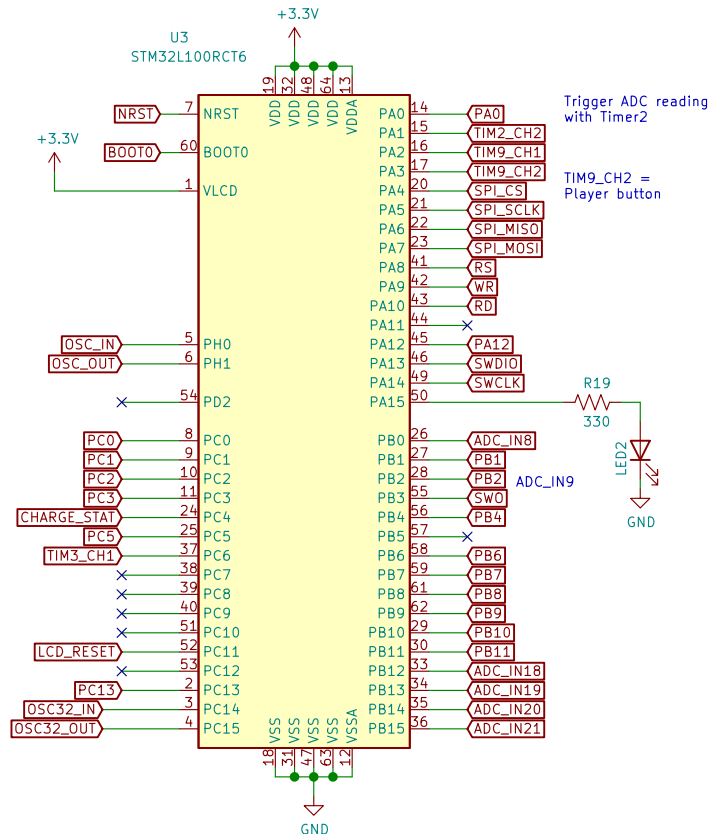 +3.3V
U3
STM32L100RCT6
19 32 48 64 13
VDD VDD VDD VDD VDDA
NRST 7 NRST PA0 14 PA0
Trigger ADC reading
with Timer2
PA1 15 TIM2_CH2
+3.3V
BOOT0 60 BOOT0 PA2 16 TIM9_CH1
PA3 17 TIM9_CH2
TIM9_CH2 =
Player button
1 VLCD PA4 20 SPI_CS
PA5 21 SPI_SCLK
PA6 22 SPI_MISO
PA7 23 SPI_MOSI
PA8 41 RS
PA9 42 WR
PA10 43 RD
PA11 44
OSC_IN 5 PH0 PA12 45 PA12
OSC_OUT 6 PH1 PA13 46 SWDIO
PA14 49 SWCLK
54 PD2 PA15 50
R19
330
LED2
GND
PC0 8 PC0 PB0 26 ADC_IN8
PC1 9 PC1 PB1 27 PB1
PC2 10 PC2 PB2 28 PB2 ADC_IN9
PC3 11 PC3 PB3 55 SWO
CHARGE_STAT 24 PC4 PB4 56 PB4
PC5 25 PC5 PB5 57
TIM3_CH1 37 PC6 PB6 58 PB6
38 PC7 PB7 59 PB7
39 PC8 PB8 61 PB8
40 PC9 PB9 62 PB9
51 PC10 PB10 29 PB10
LCD_RESET 52 PC11 PB11 30 PB11
53 PC12 PB12 33 ADC_IN18
PC13 2 PC13 PB13 34 ADC_IN19
OSC32_IN 3 PC14 PB14 35 ADC_IN20
OSC32_OUT 4 PC15 PB15 36 ADC_IN21
VSS VSS VSS VSS VSSA
18 31 47 63 12
GND